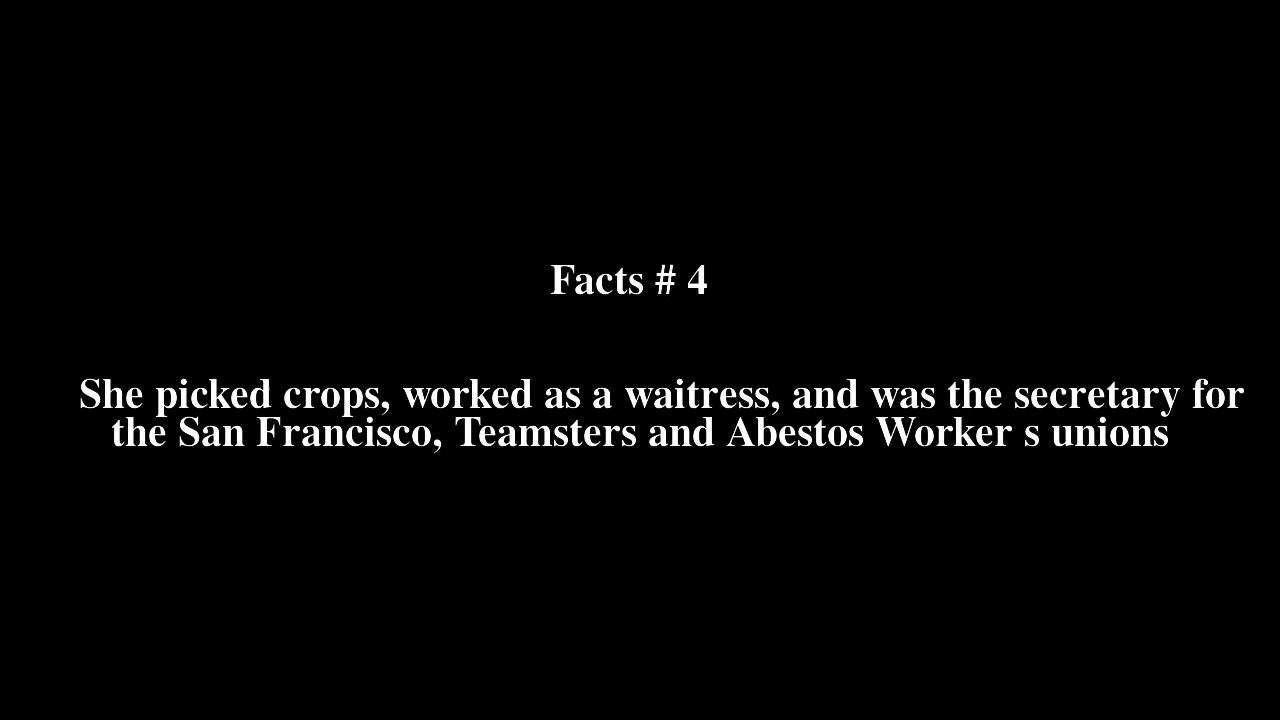 Facts # 4
She picked crops, worked as a waitress, and was the secretary for
the San Francisco, Teamsters and Abestos Worker s unions